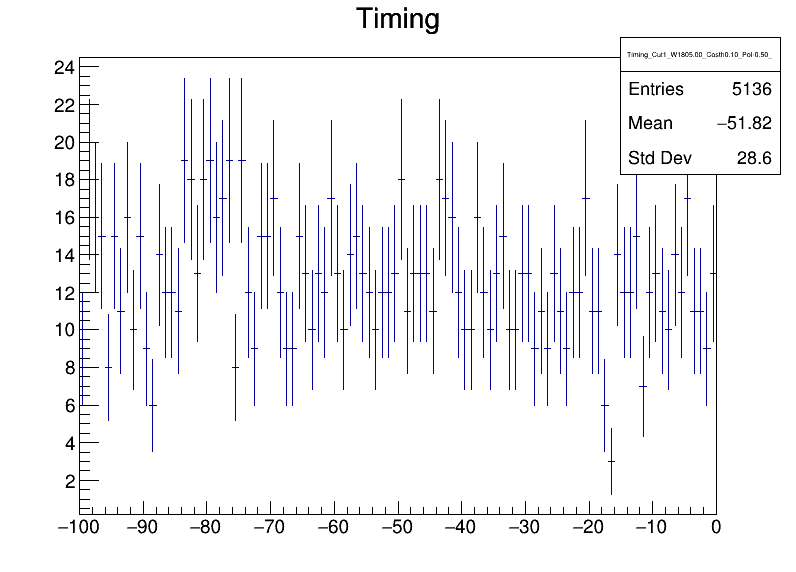 Timing
Timing_Cut1_W1805.00_Costh0.10_Pol-0.50_
Entries 5136
Mean −51.82
Std Dev 28.6
24
22
20
18
16
14
12
10
8
6
4
2
−100 −90 −80 −70 −60 −50 −40 −30 −20 −10 0